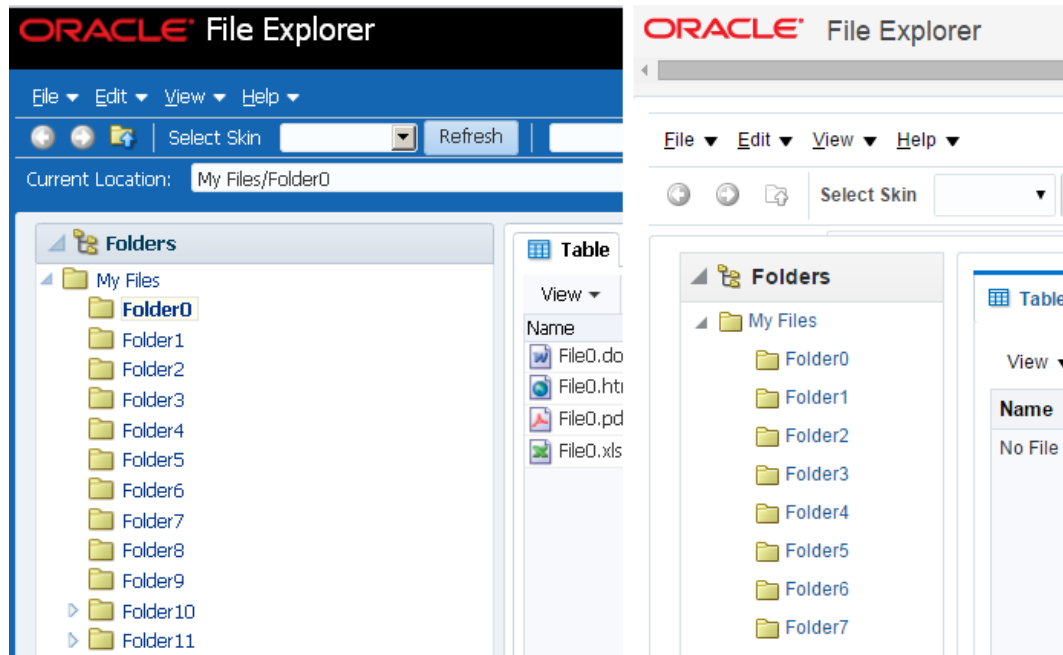 ORACLE File Explorer
File Edit View Help
Select Skin Refresh
Current Location: My Files/Folder0
Folders
My Files
Folder0
Folder1
Folder2
Folder3
Folder4
Folder5
Folder6
Folder7
Folder8
Folder9
Folder10
Folder11
Table
View
Name
File0.do
File0.htm
File0.pd
File0.xls
ORACLE File Explorer
File Edit View Help
Select Skin
Folders
My Files
Folder0
Folder1
Folder2
Folder3
Folder4
Folder5
Folder6
Folder7
Table
View
Name
No File